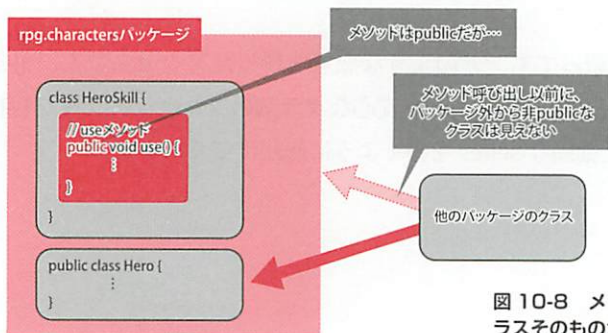 rpg.charactersパッケージ
メソッドはpublicだが…
class HeroSkill {
// useメソッド
public void use() {
⋮
}
}
メソッド呼び出し以前に、
パッケージ外から非publicな
クラスは見えない
他のパッケージのクラス
public class Hero {
⋮
}
図 10-8 メ
ラスそのもの